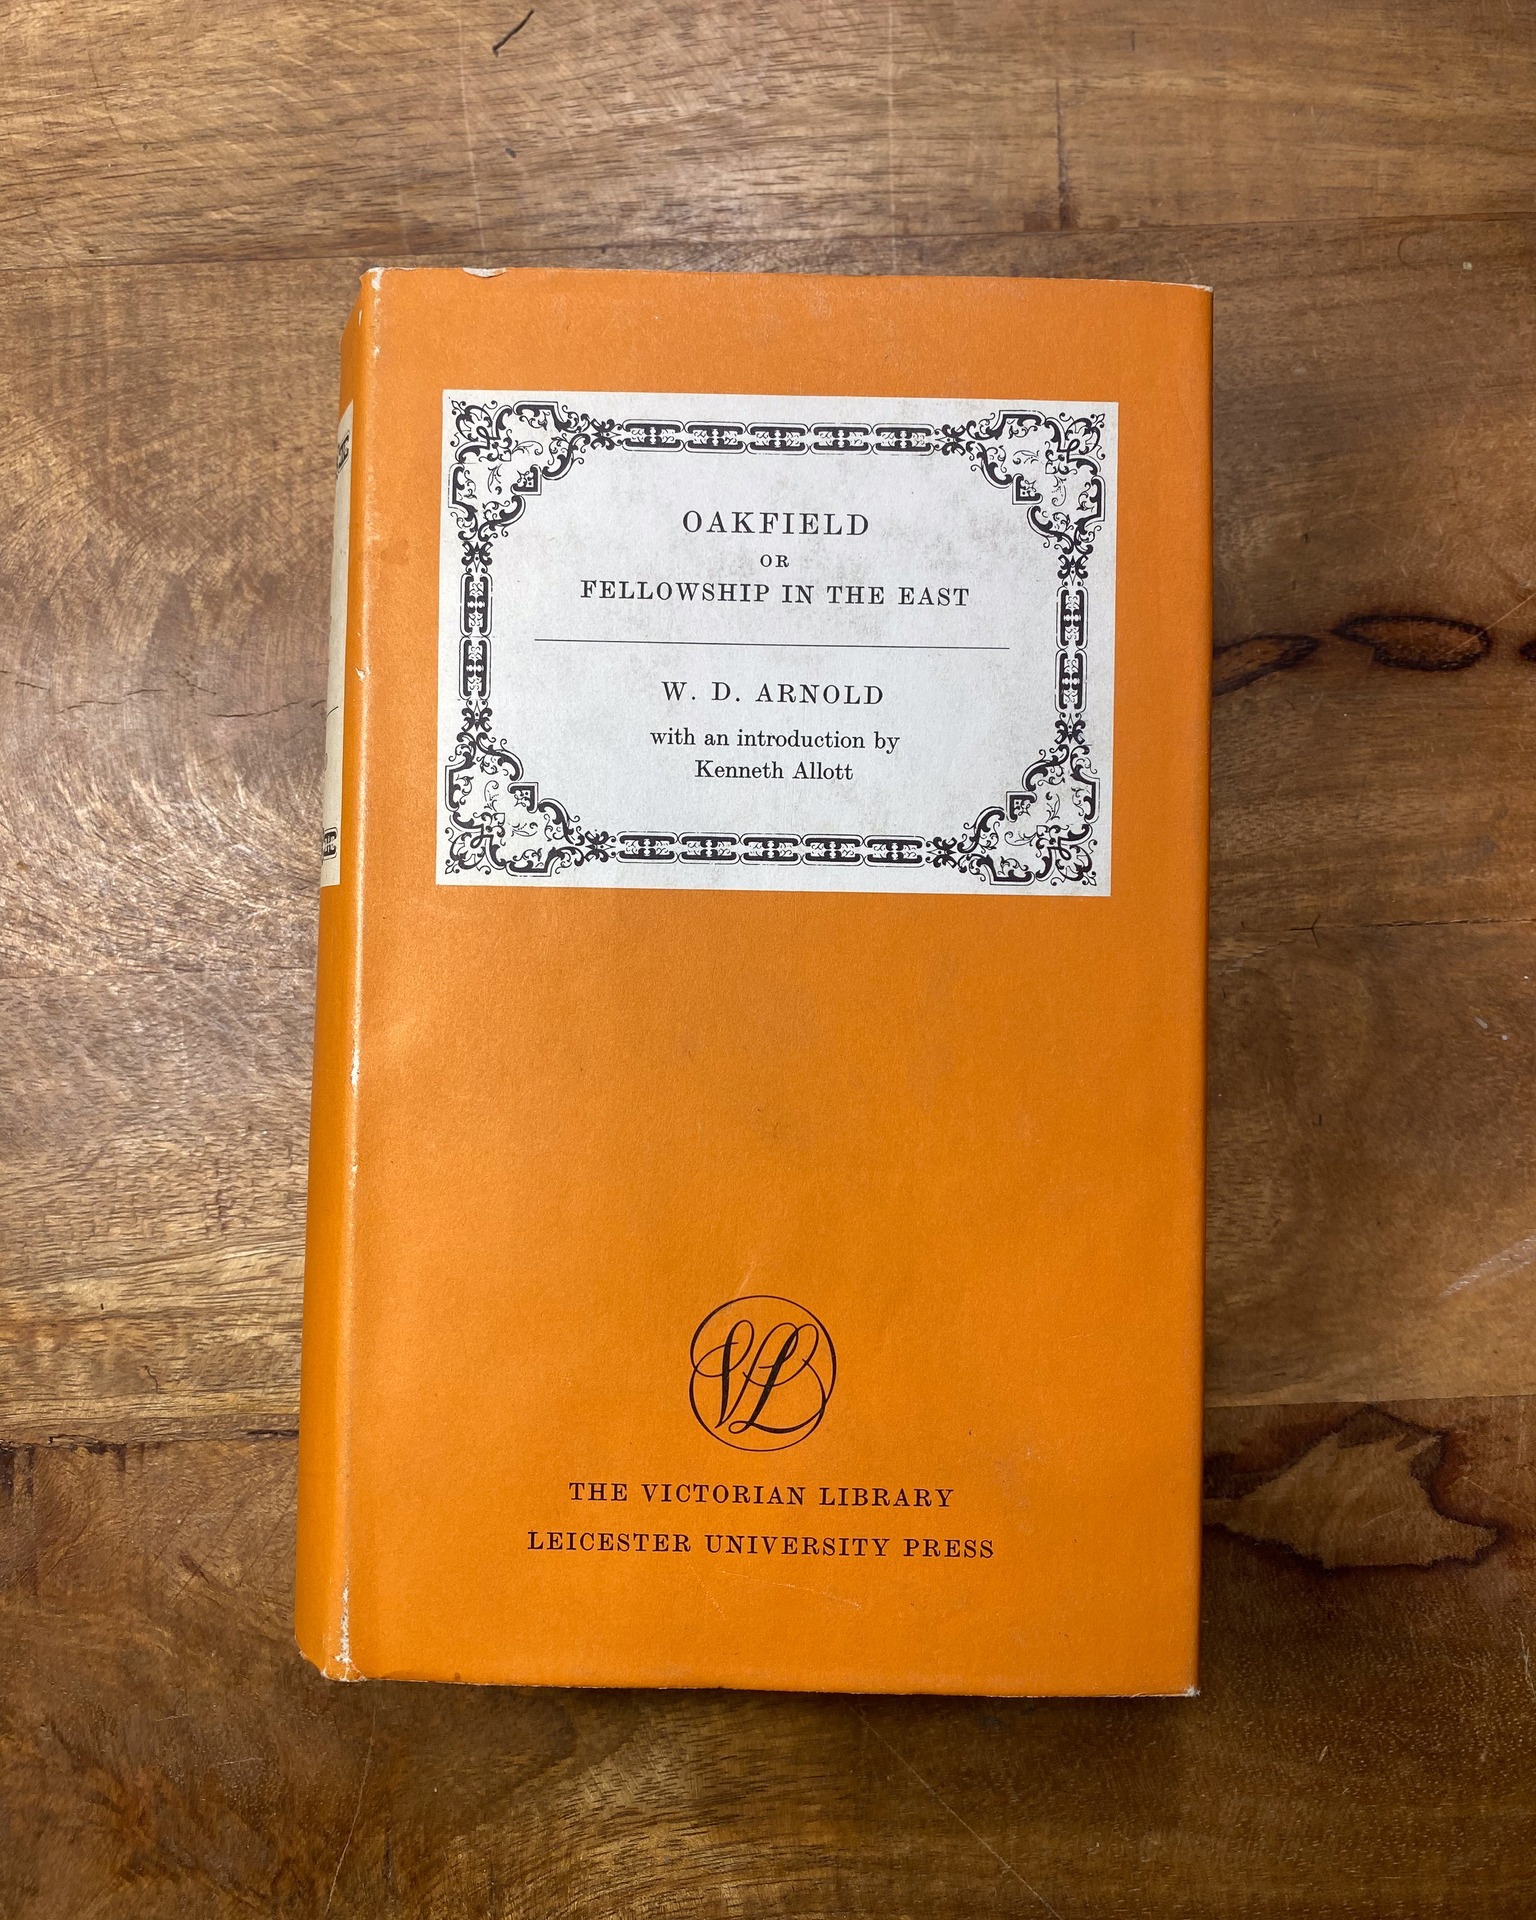 OAKFIELD
OR
FELLOWSHIP IN THE EAST
W. D. ARNOLD
with an introduction by
Kenneth Allott
VL
THE VICTORIAN LIBRARY
LEICESTER UNIVERSITY PRESS